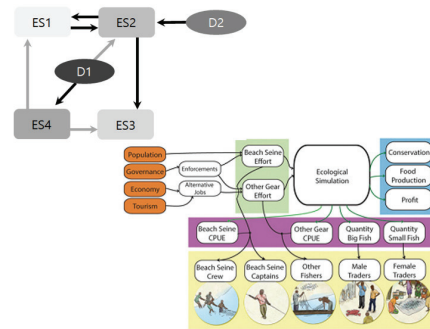 ES1
ES2
D2
D1
ES4
ES3
Population
Governance
Economy
Tourism
Enforcements
Alternative
Jobs
Beach Seine
Effort
Other Gear
Effort
Ecological
Simulation
Conservation
Food
Production
Profit
Beach Seine
CPUE
Other Gear
CPUE
Quantity
Big Fish
Quantity
Small Fish
Beach Seine
Crew
Beach Seine
Captains
Other
Fishers
Male
Traders
Female
Traders